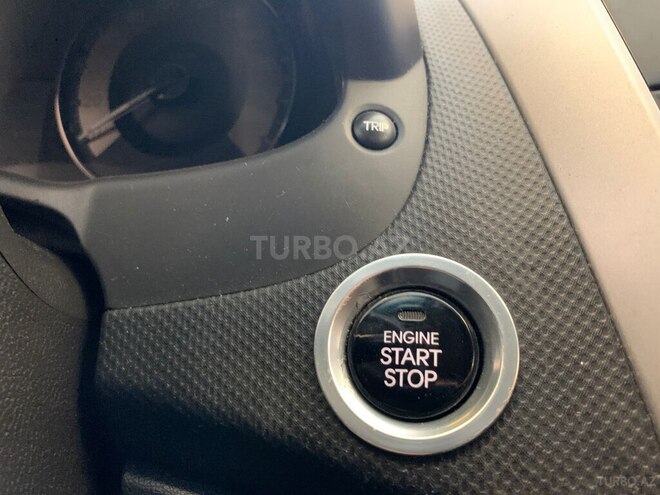 TRIP
TURBO.AZ
ENGINE
START
STOP
TURBO.AZ